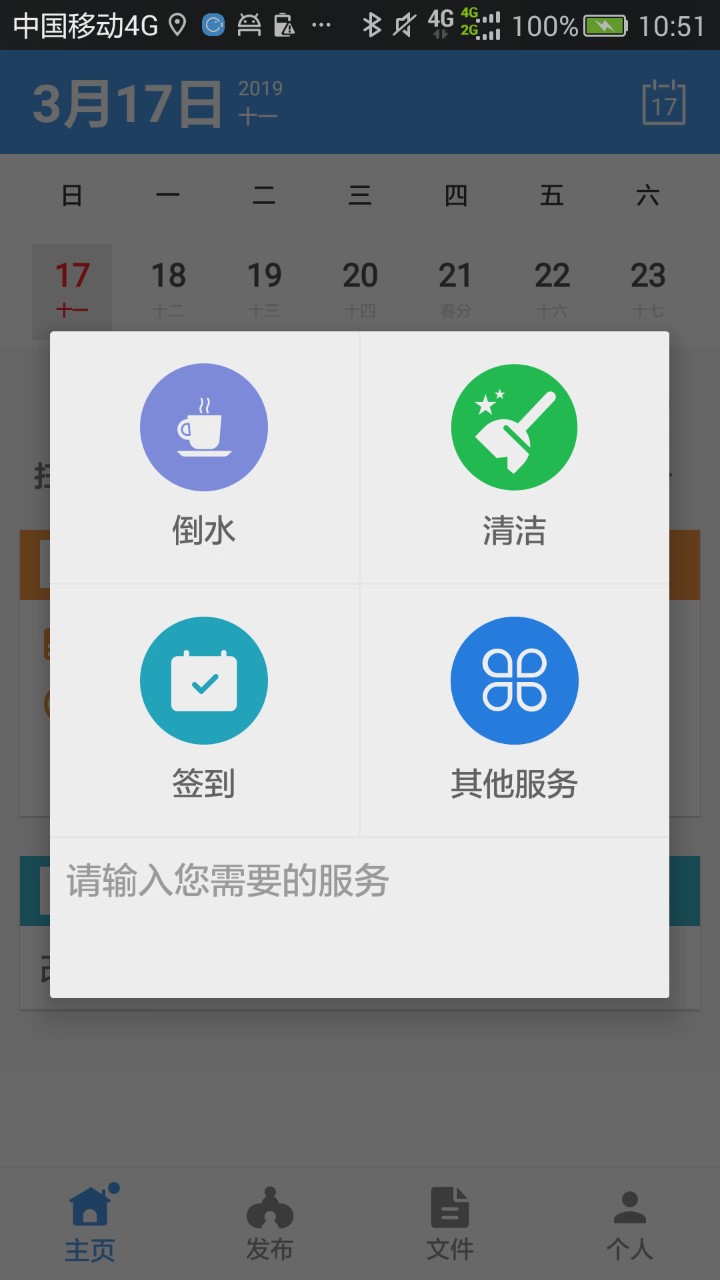 中国移动4G ··· 4G 4G 2G 100% 10:51
3月17日 2019 十一 17
日 一 二 三 四 五 六
17 18 19 20 21 22 23
十一 十二 十三 十四 春分 十六 十七
倒水 清洁
签到 其他服务
请输入您需要的服务
主页 发布 文件 个人